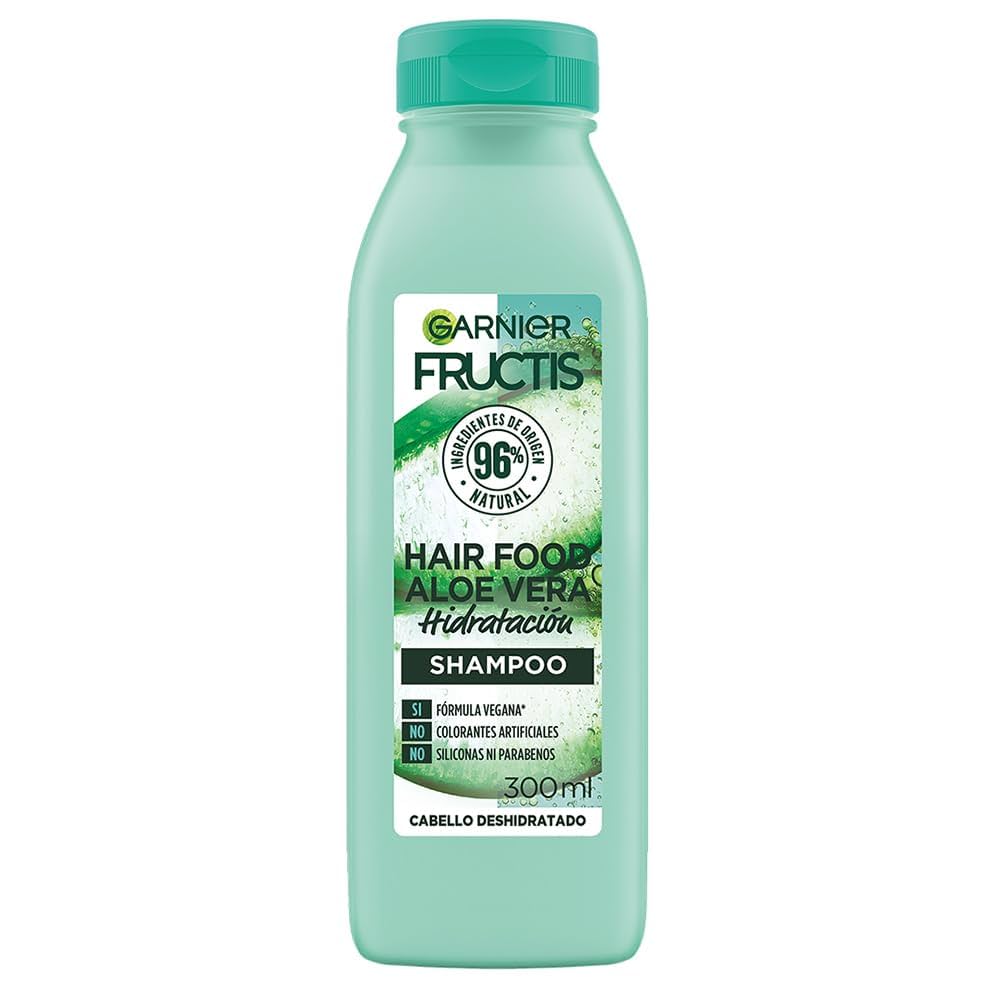 GARNIER
FRUCTIS
INGREDIENTES DE ORIGEN
96%
NATURAL
HAIR FOOD
ALOE VERA
Hidratación
SHAMPOO
SI FÓRMULA VEGANA*
NO COLORANTES ARTIFICIALES
NO SILICONAS NI PARABENOS
300ml
CABELLO DESHIDRATADO